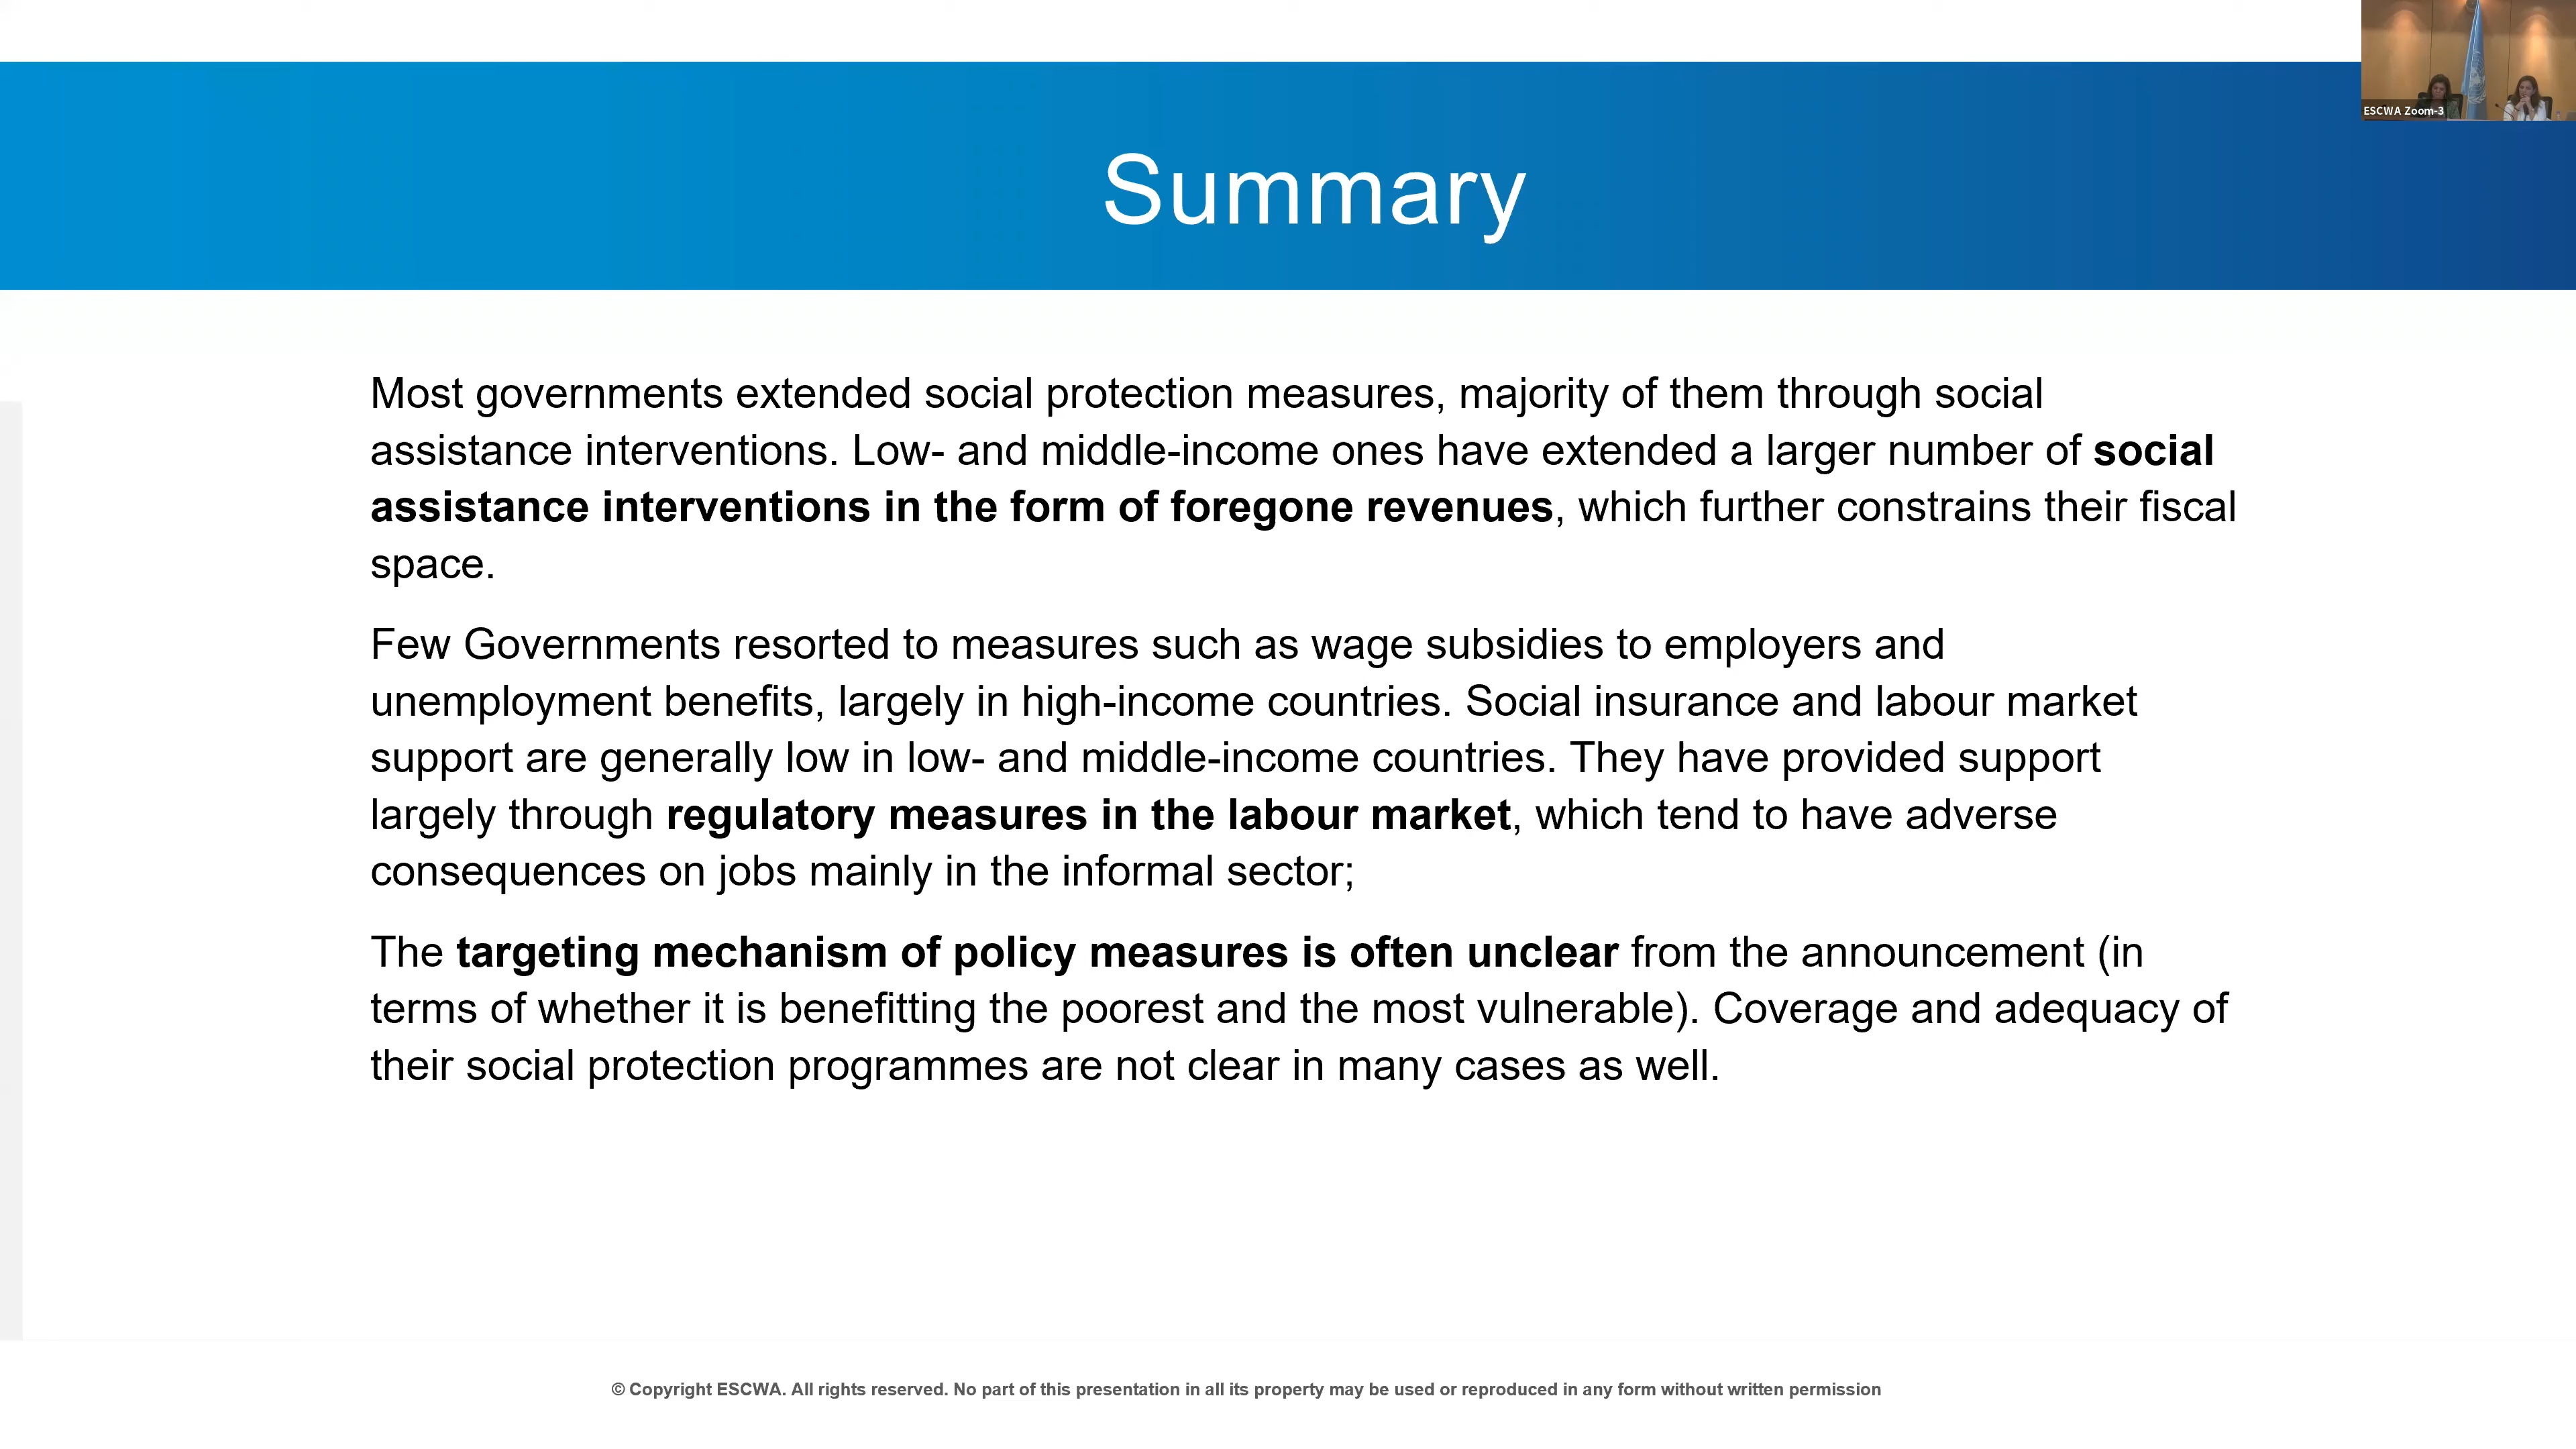 ESCWA Zoom-3
Summary
Most governments extended social protection measures, majority of them through social
assistance interventions. Low- and middle-income ones have extended a larger number of social
assistance interventions in the form of foregone revenues, which further constrains their fiscal
space.
Few Governments resorted to measures such as wage subsidies to employers and
unemployment benefits, largely in high-income countries. Social insurance and labour market
support are generally low in low- and middle-income countries. They have provided support
largely through regulatory measures in the labour market, which tend to have adverse
consequences on jobs mainly in the informal sector;
The targeting mechanism of policy measures is often unclear from the announcement (in
terms of whether it is benefitting the poorest and the most vulnerable). Coverage and adequacy of
their social protection programmes are not clear in many cases as well.
© Copyright ESCWA. All rights reserved. No part of this presentation in all its property may be used or reproduced in any form without written permission